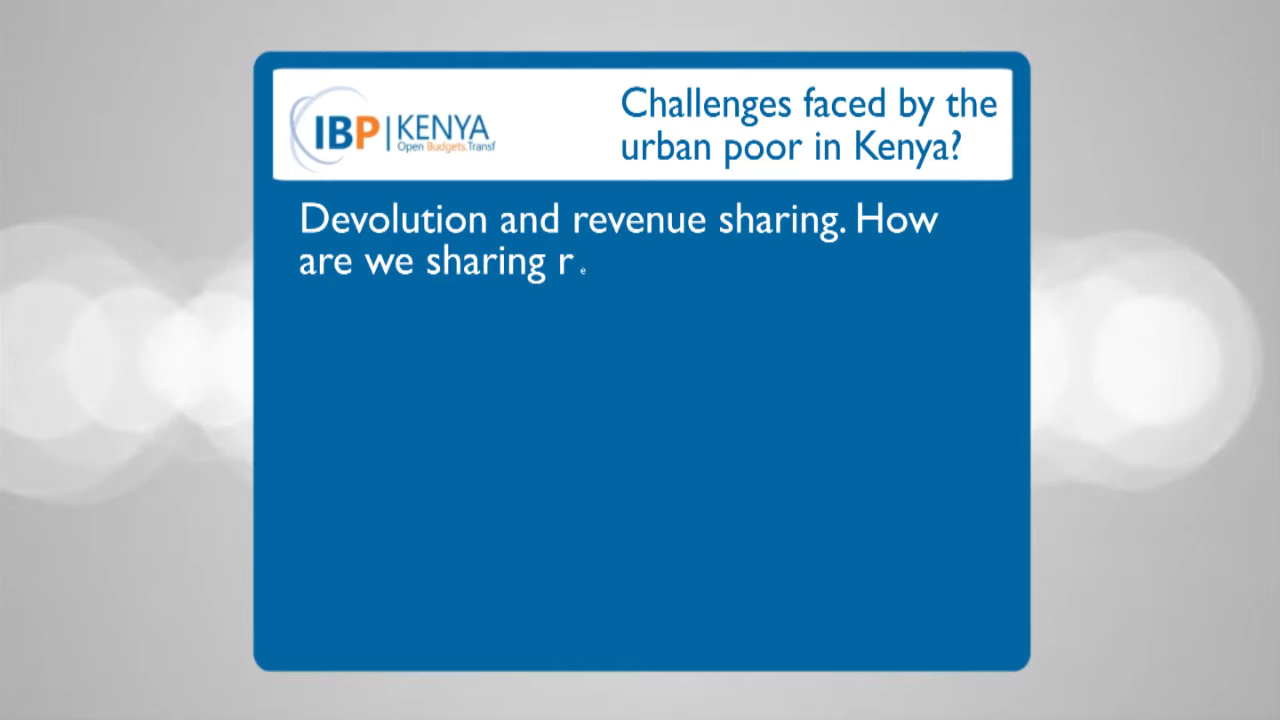 IBP | KENYA
Open Budgets.Transf
Challenges faced by the
urban poor in Kenya?
Devolution and revenue sharing. How
are we sharing r e